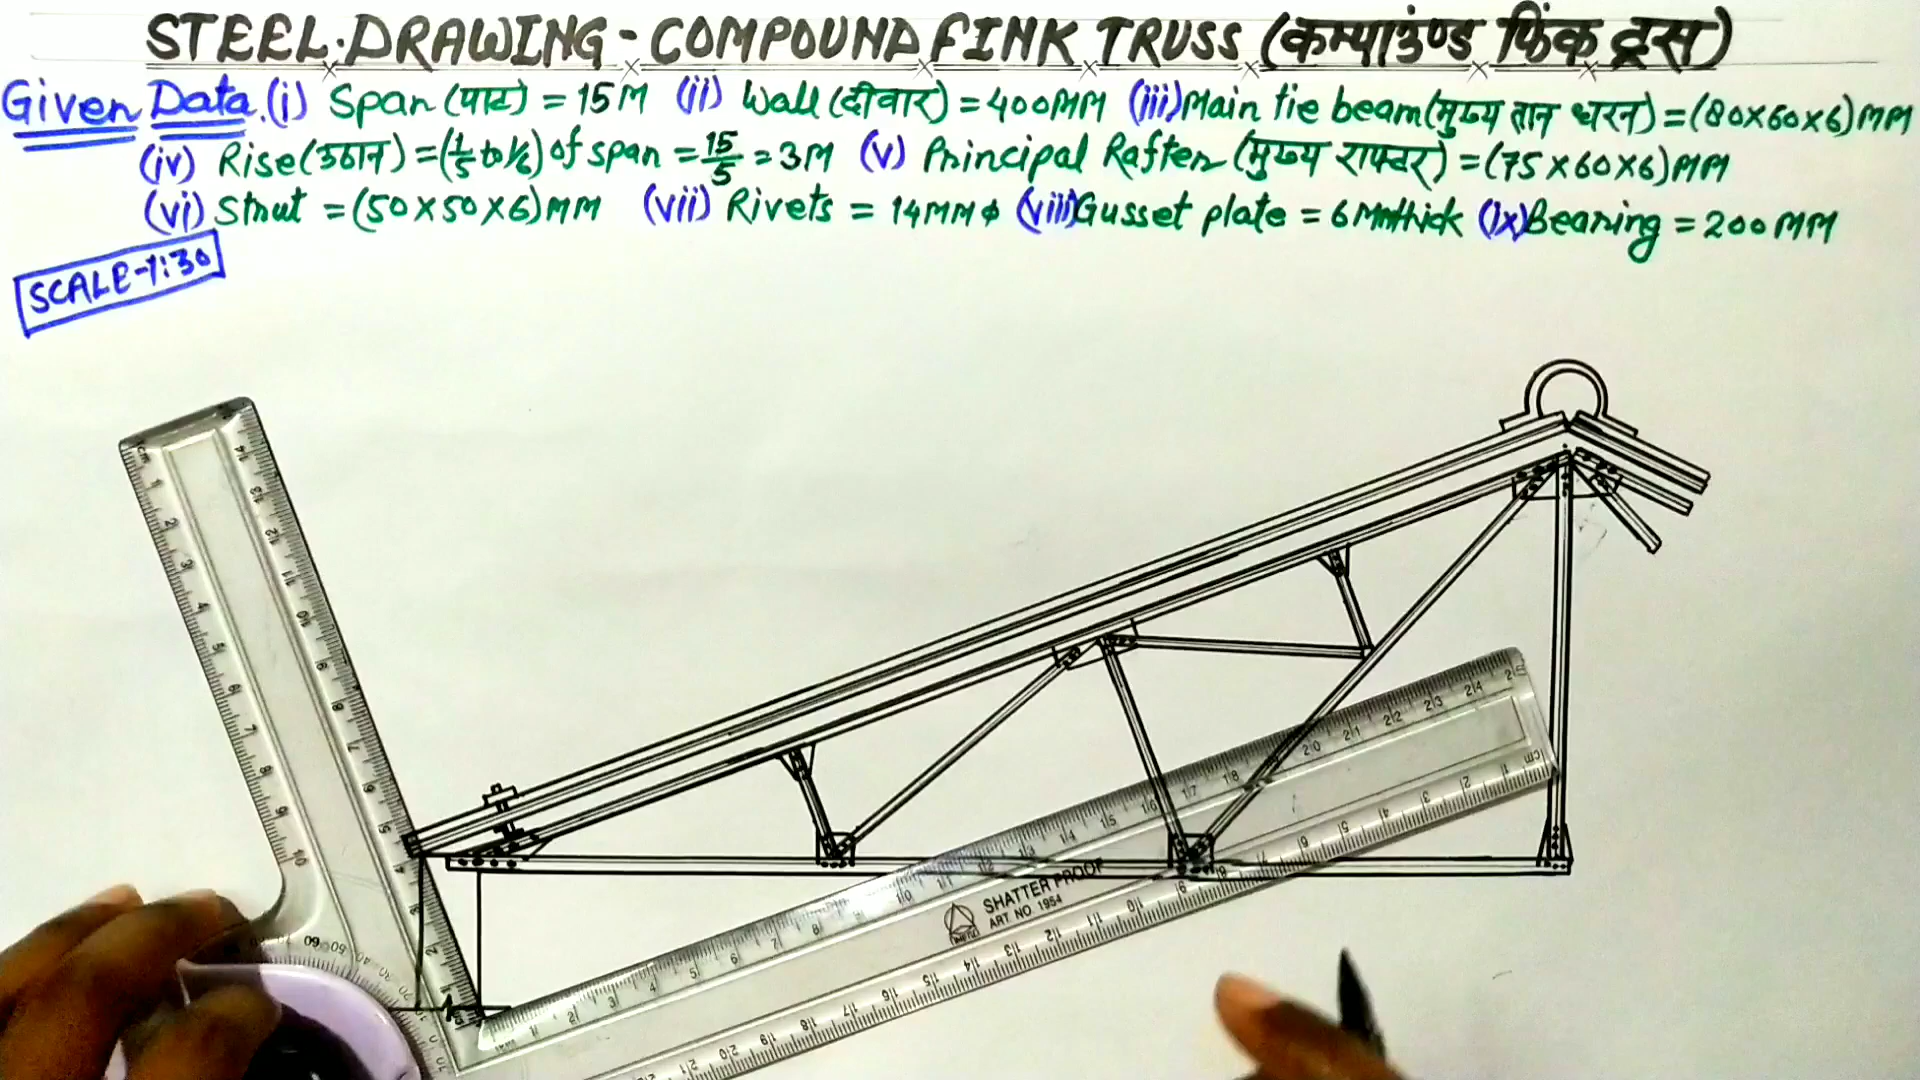 STEEL DRAWING - COMPOUND FINK TRUSS (कम्पाउंण्ड फिंक ट्रस)
Given Data. (i) Span (पाट) = 15M (ii) Wall (दीवार) = 400MM (iii) Main tie beam (मुख्य तान धरन) = (80×60×6)MM
(iv) Rise (उठान) = (1/5 to 1/6) of span = 15/5 = 3M (v) Principal Rafter (मुख्य राफ्टर) = (75×60×6)MM
(vi) Strut = (50×50×6)MM (vii) Rivets = 14MM ϕ (viii) Gusset plate = 6MM thick (ix) Bearing = 200MM
SCALE-1:30
SHATTER PROOF
ART. NO. 1954